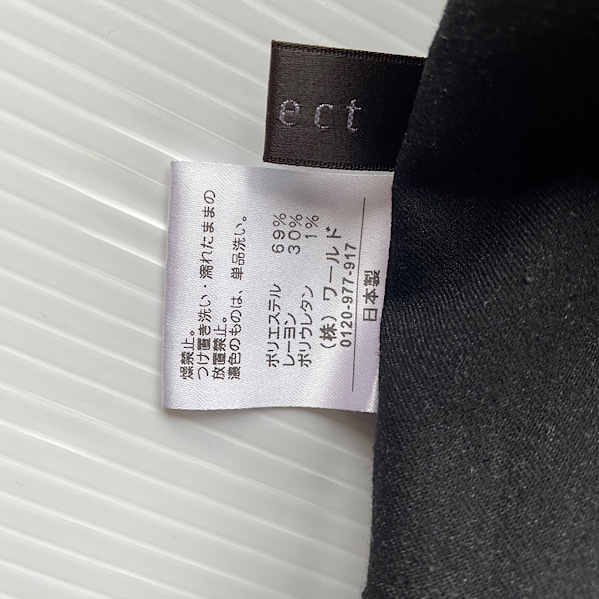 ect
ポリエステル 69%
レーヨン 30%
ポリウレタン 1%
(株)ワールド
0120-977-917
日本製
燥禁止。
つけ置き洗い・濡れたままの
放置禁止。
濃色のものは、単品洗い。